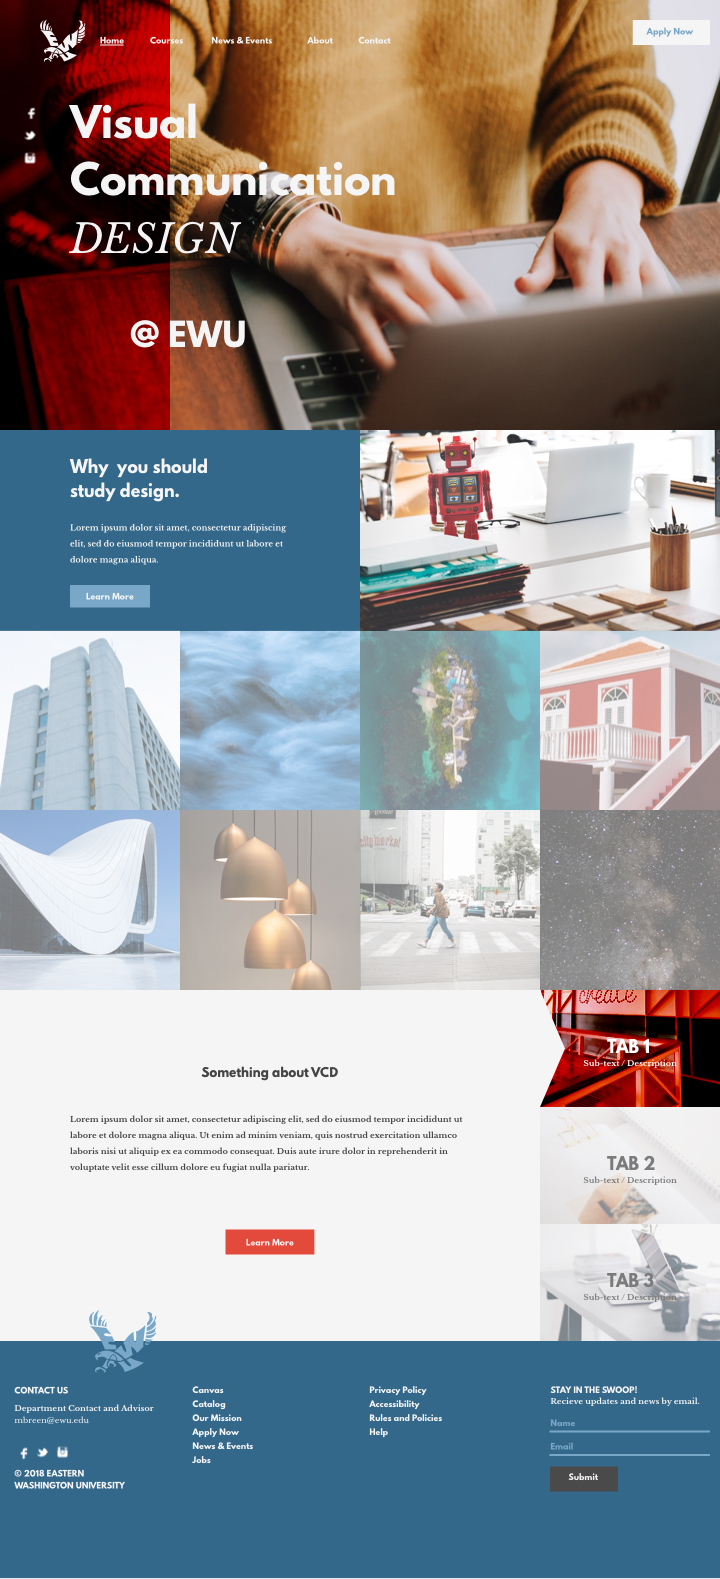 Home Courses News & Events About Contact Apply Now
Visual
Communication
DESIGN
@ EWU
Why you should
study design.
Lorem ipsum dolor sit amet, consectetur adipiscing
elit, sed do eiusmod tempor incididunt ut labore et
dolore magna aliqua.
Learn More
create
TAB 1
Sub-text / Description
Something about VCD
Lorem ipsum dolor sit amet, consectetur adipiscing elit, sed do eiusmod tempor incididunt ut
labore et dolore magna aliqua. Ut enim ad minim veniam, quis nostrud exercitation ullamco
laboris nisi ut aliquip ex ea commodo consequat. Duis aute irure dolor in reprehenderit in
voluptate velit esse cillum dolore eu fugiat nulla pariatur.
Learn More
TAB 2
Sub-text / Description
TAB 3
Sub-text / Description
CONTACT US
Department Contact and Advisor
mbreen@ewu.edu
© 2018 EASTERN
WASHINGTON UNIVERSITY
Canvas
Catalog
Our Mission
Apply Now
News & Events
Jobs
Privacy Policy
Accessibility
Rules and Policies
Help
STAY IN THE SWOOP!
Recieve updates and news by email.
Name
Email
Submit